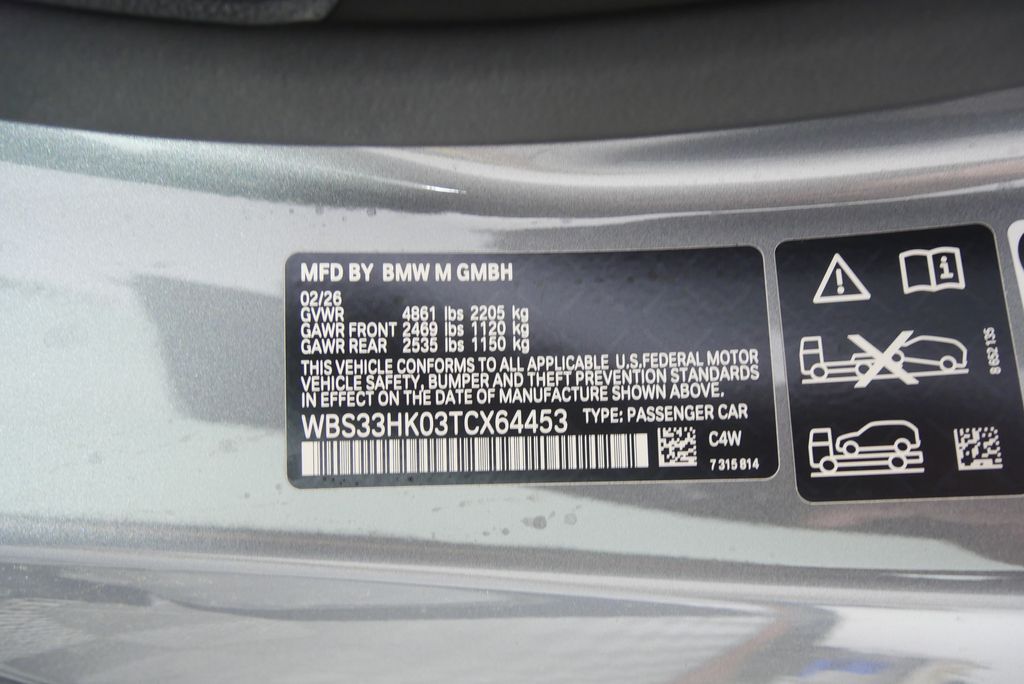 MFD BY BMW M GMBH
02/26
GVWR 4861 lbs 2205 kg
GAWR FRONT 2469 lbs 1120 kg
GAWR REAR 2535 lbs 1150 kg
THIS VEHICLE CONFORMS TO ALL APPLICABLE U.S.FEDERAL MOTOR
VEHICLE SAFETY, BUMPER AND THEFT PREVENTION STANDARDS
IN EFFECT ON THE DATE OF MANUFACTURE SHOWN ABOVE.
WBS33HK03TCX64453 TYPE: PASSENGER CAR
C4W
7 315 814
8 682 135